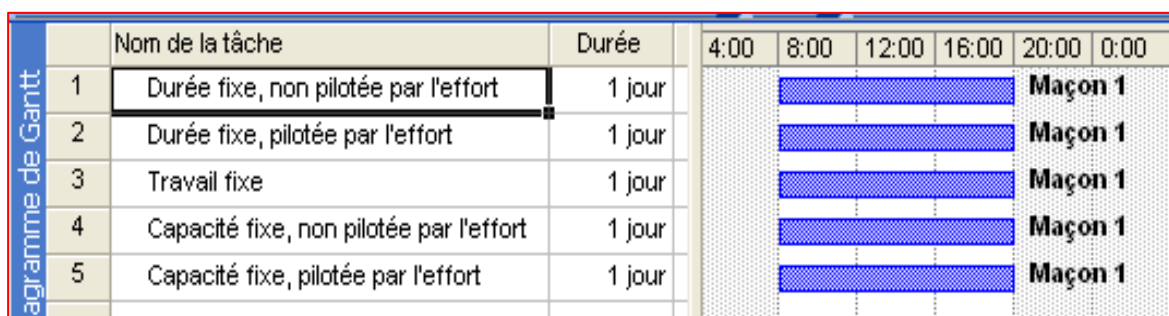 Nom de la tâche Durée 4:00 8:00 12:00 16:00 20:00 0:00
1 Durée fixe, non pilotée par l'effort 1 jour Maçon 1
2 Durée fixe, pilotée par l'effort 1 jour Maçon 1
3 Travail fixe 1 jour Maçon 1
4 Capacité fixe, non pilotée par l'effort 1 jour Maçon 1
5 Capacité fixe, pilotée par l'effort 1 jour Maçon 1
agramme de Gantt